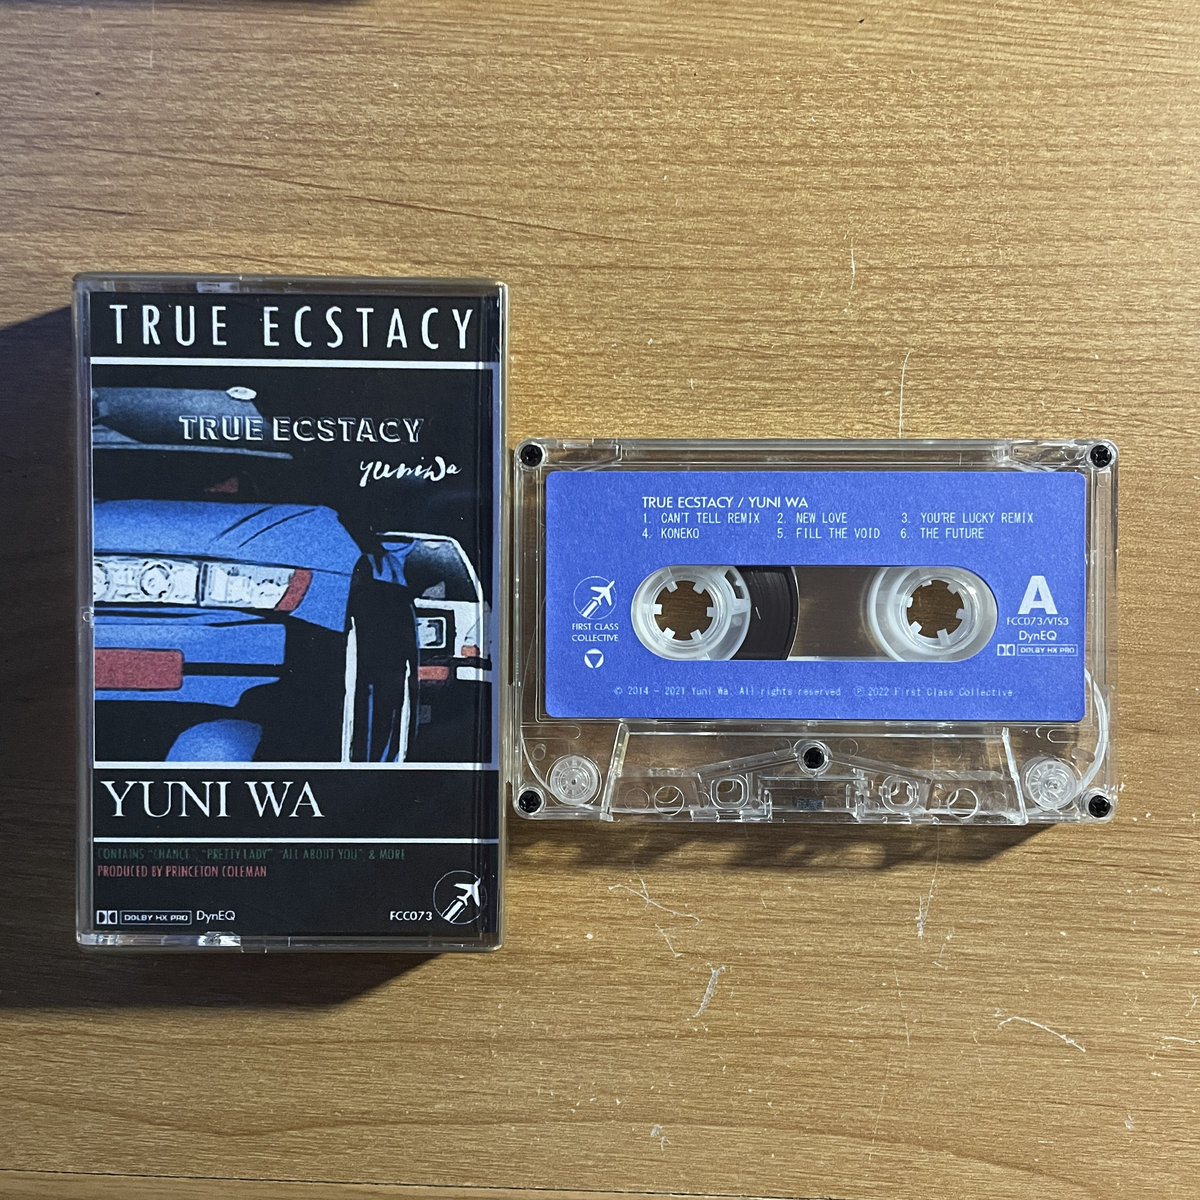 TRUE ECSTACY
TRUE ECSTACY
yuniwa
YUNI WA
CONTAINS "CHANCE", "PRETTY LADY" "ALL ABOUT YOU", & MORE
PRODUCED BY PRINCETON COLEMAN
DOLBY HX PRO DynEQ
FCC073
TRUE ECSTACY / YUNI WA
1. CAN'T TELL REMIX 2. NEW LOVE 3. YOU'RE LUCKY REMIX
4. KONEKO 5. FILL THE VOID 6. THE FUTURE
FIRST CLASS
COLLECTIVE
A
FCC073/VTS3
DynEQ
DOLBY HX PRO
© 2014 - 2021 Yuni Wa. All rights reserved Ⓟ 2022 First Class Collective